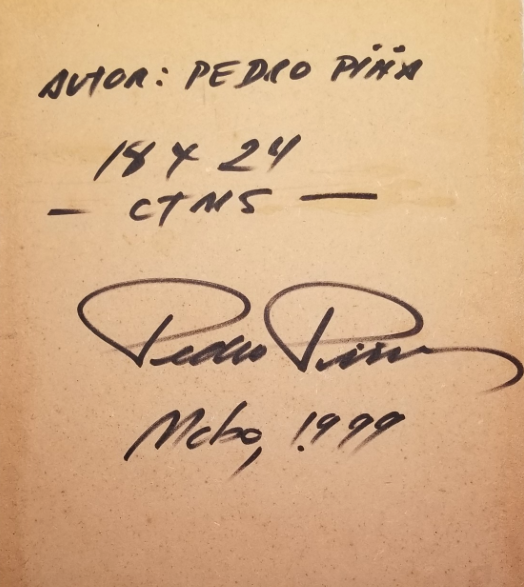 AUTOR: PEDRO PIÑA
18 X 24
— CTMS —
Pedro Piña
Mcbo, 1999